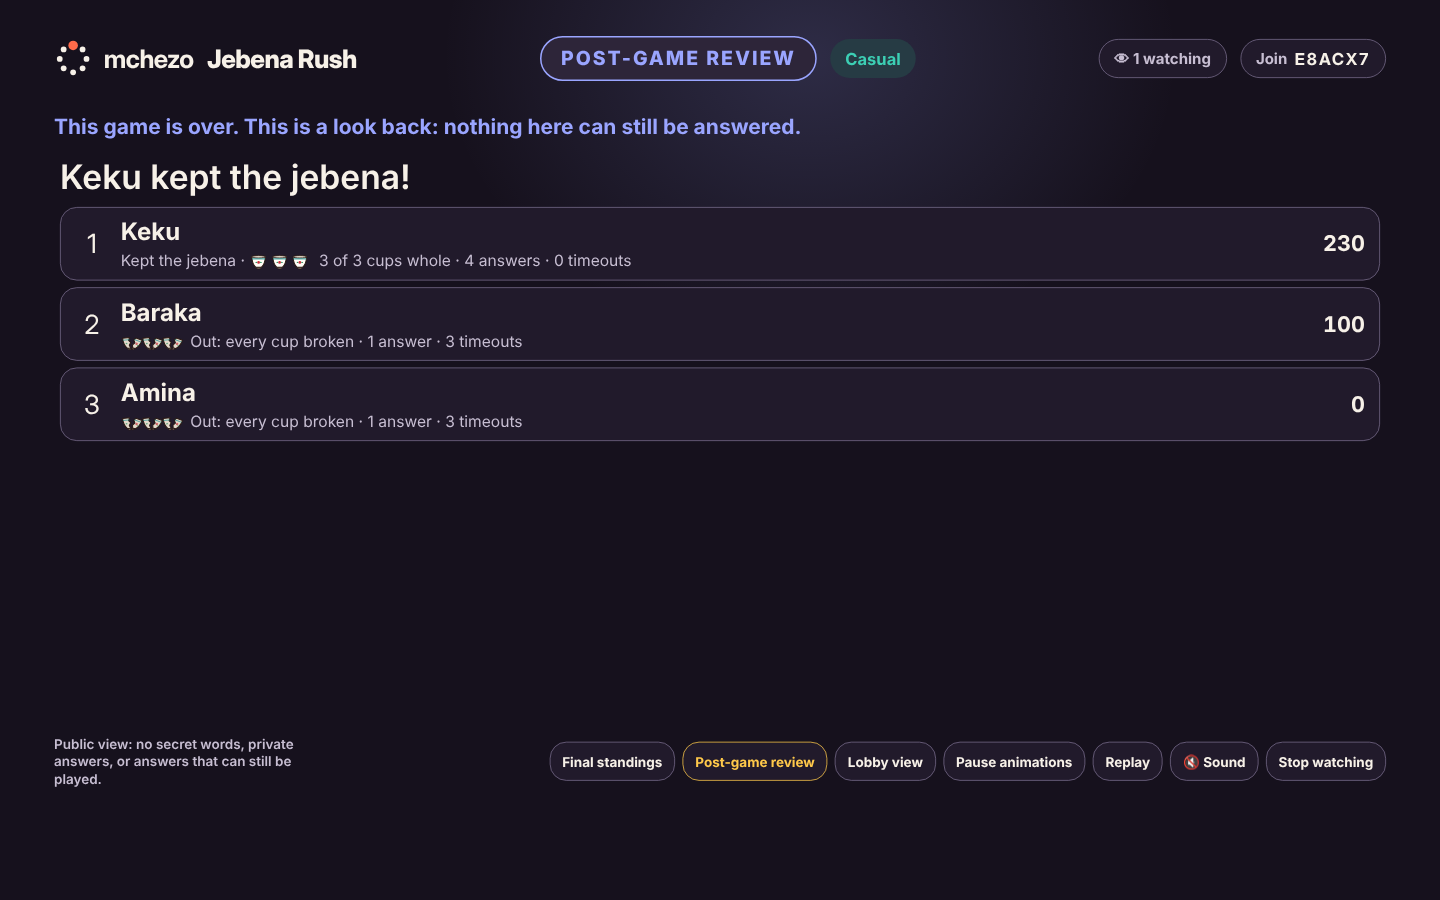 mchezo Jebena Rush
POST-GAME REVIEW
Casual
1 watching
Join E8ACX7
This game is over. This is a look back: nothing here can still be answered.
Keku kept the jebena!
1
Keku
Kept the jebena · 3 of 3 cups whole · 4 answers · 0 timeouts
230
2
Baraka
Out: every cup broken · 1 answer · 3 timeouts
100
3
Amina
Out: every cup broken · 1 answer · 3 timeouts
0
Public view: no secret words, private
answers, or answers that can still be
played.
Final standings
Post-game review
Lobby view
Pause animations
Replay
Sound
Stop watching